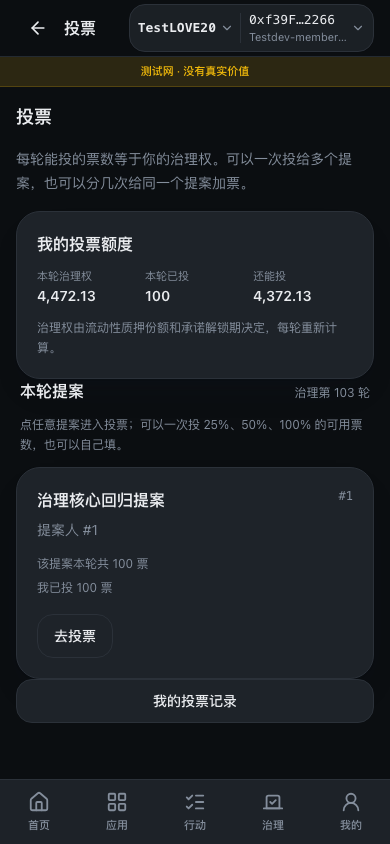 投票
TestLOVE20
0xf39F…2266
Testdev-member…
测试网 · 没有真实价值
投票
每轮能投的票数等于你的治理权。可以一次投给多个提
案，也可以分几次给同一个提案加票。
我的投票额度
本轮治理权 本轮已投 还能投
4,472.13 100 4,372.13
治理权由流动性质押份额和承诺解锁期决定，每轮重新计
算。
本轮提案 治理第 103 轮
点任意提案进入投票；可以一次投 25%、50%、100% 的可用票
数，也可以自己填。
治理核心回归提案 #1
提案人 #1
该提案本轮共 100 票
我已投 100 票
去投票
我的投票记录
首页 应用 行动 治理 我的